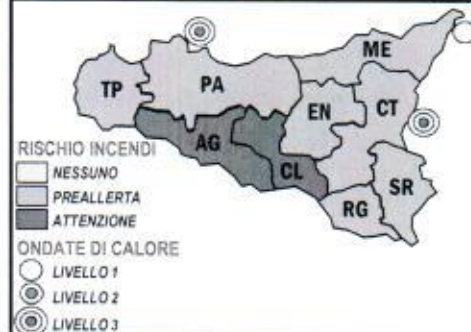 ME
PA
TP
EN
CT
AG
CL
SR
RG
RISCHIO INCENDI
NESSUNO
PREALLERTA
ATTENZIONE
ONDATE DI CALORE
LIVELLO 1
LIVELLO 2
LIVELLO 3